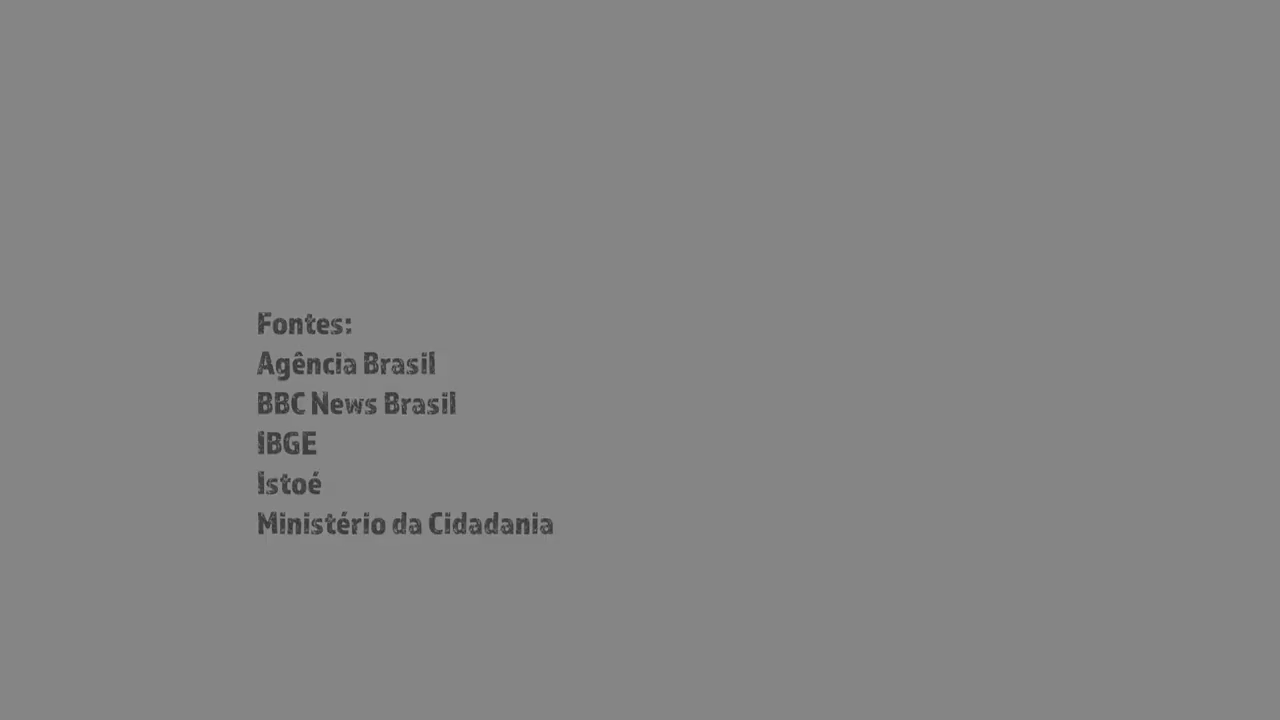 Fontes:
Agência Brasil
BBC News Brasil
IBGE
Istoé
Ministério da Cidadania